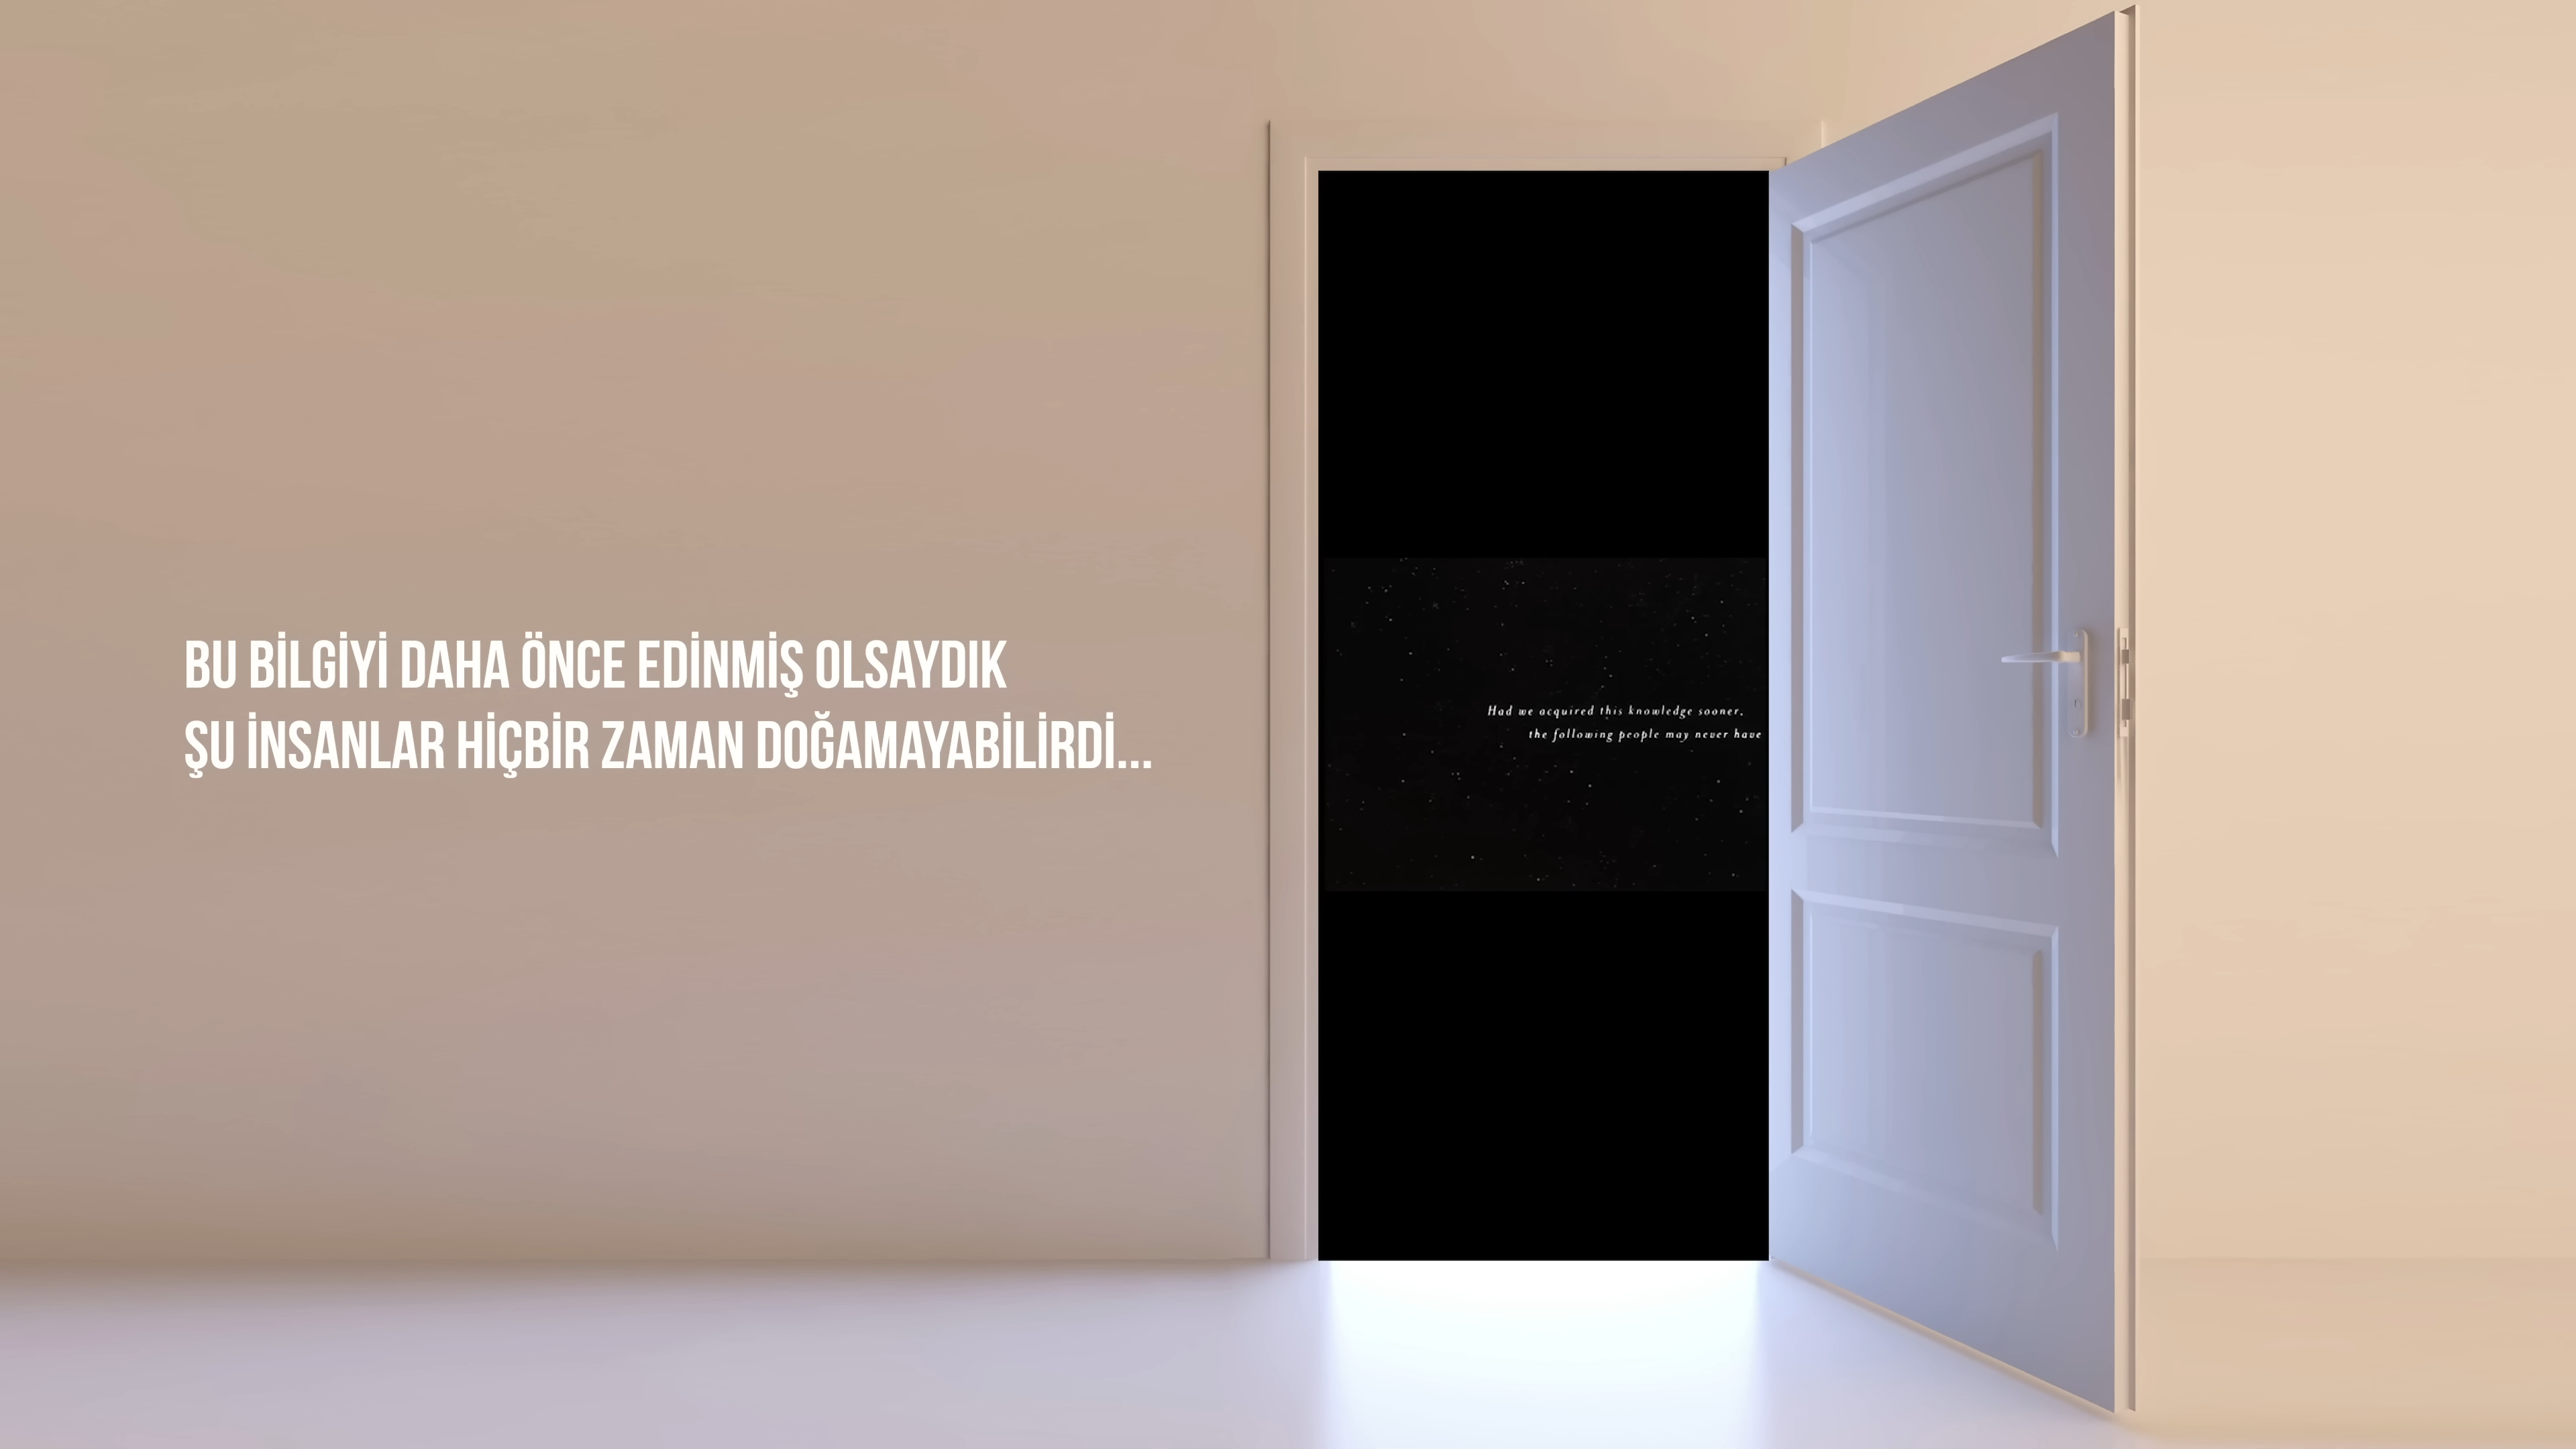 BU BİLGİYİ DAHA ÖNCE EDİNMİŞ OLSAYDIK
ŞU İNSANLAR HİÇBİR ZAMAN DOĞAMAYABİLİRDİ...
Had we acquired this knowledge sooner,
the following people may never have